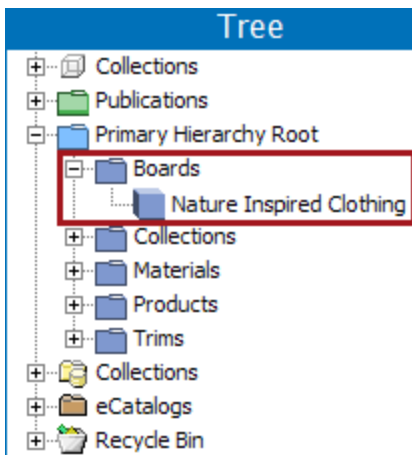 Tree
Collections
Publications
Primary Hierarchy Root
Boards
Nature Inspired Clothing
Collections
Materials
Products
Trims
Collections
eCatalogs
Recycle Bin